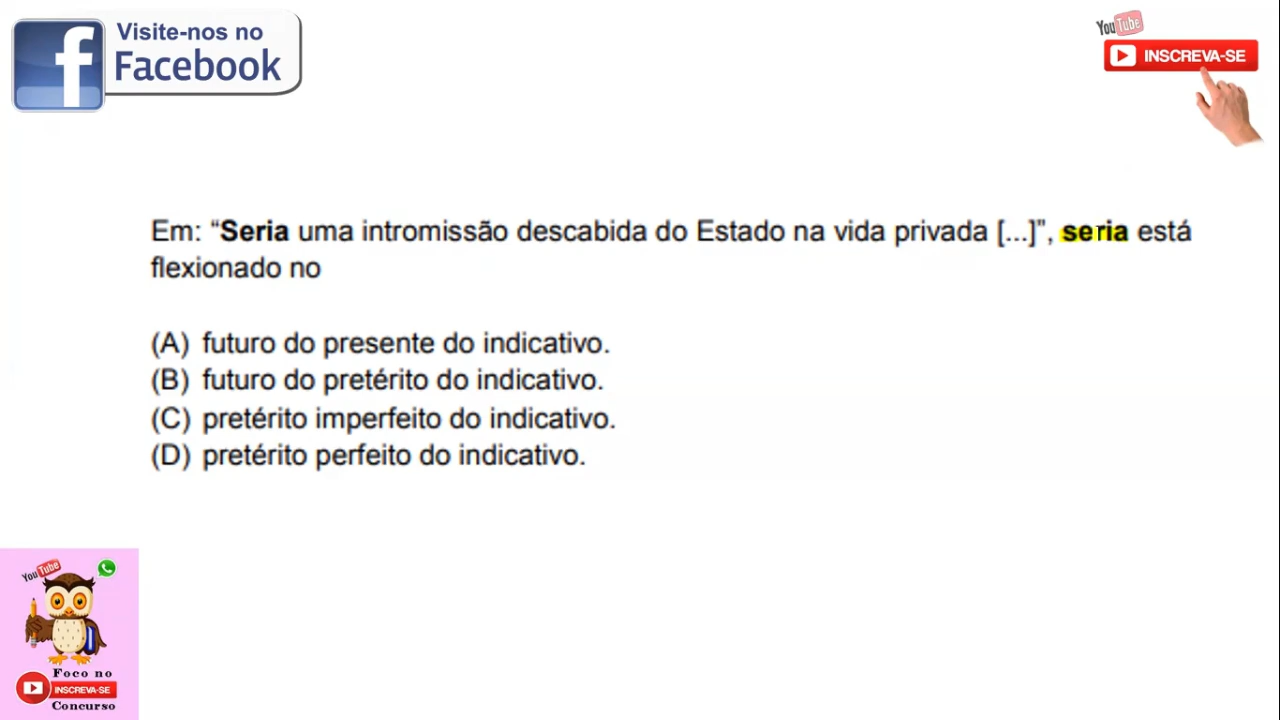 Visite-nos no
Facebook
YouTube
INSCREVA-SE
Em: “Seria uma intromissão descabida do Estado na vida privada [...]”, seria está
flexionado no
(A) futuro do presente do indicativo.
(B) futuro do pretérito do indicativo.
(C) pretérito imperfeito do indicativo.
(D) pretérito perfeito do indicativo.
YouTube
Foco no
INSCREVA-SE
Concurso